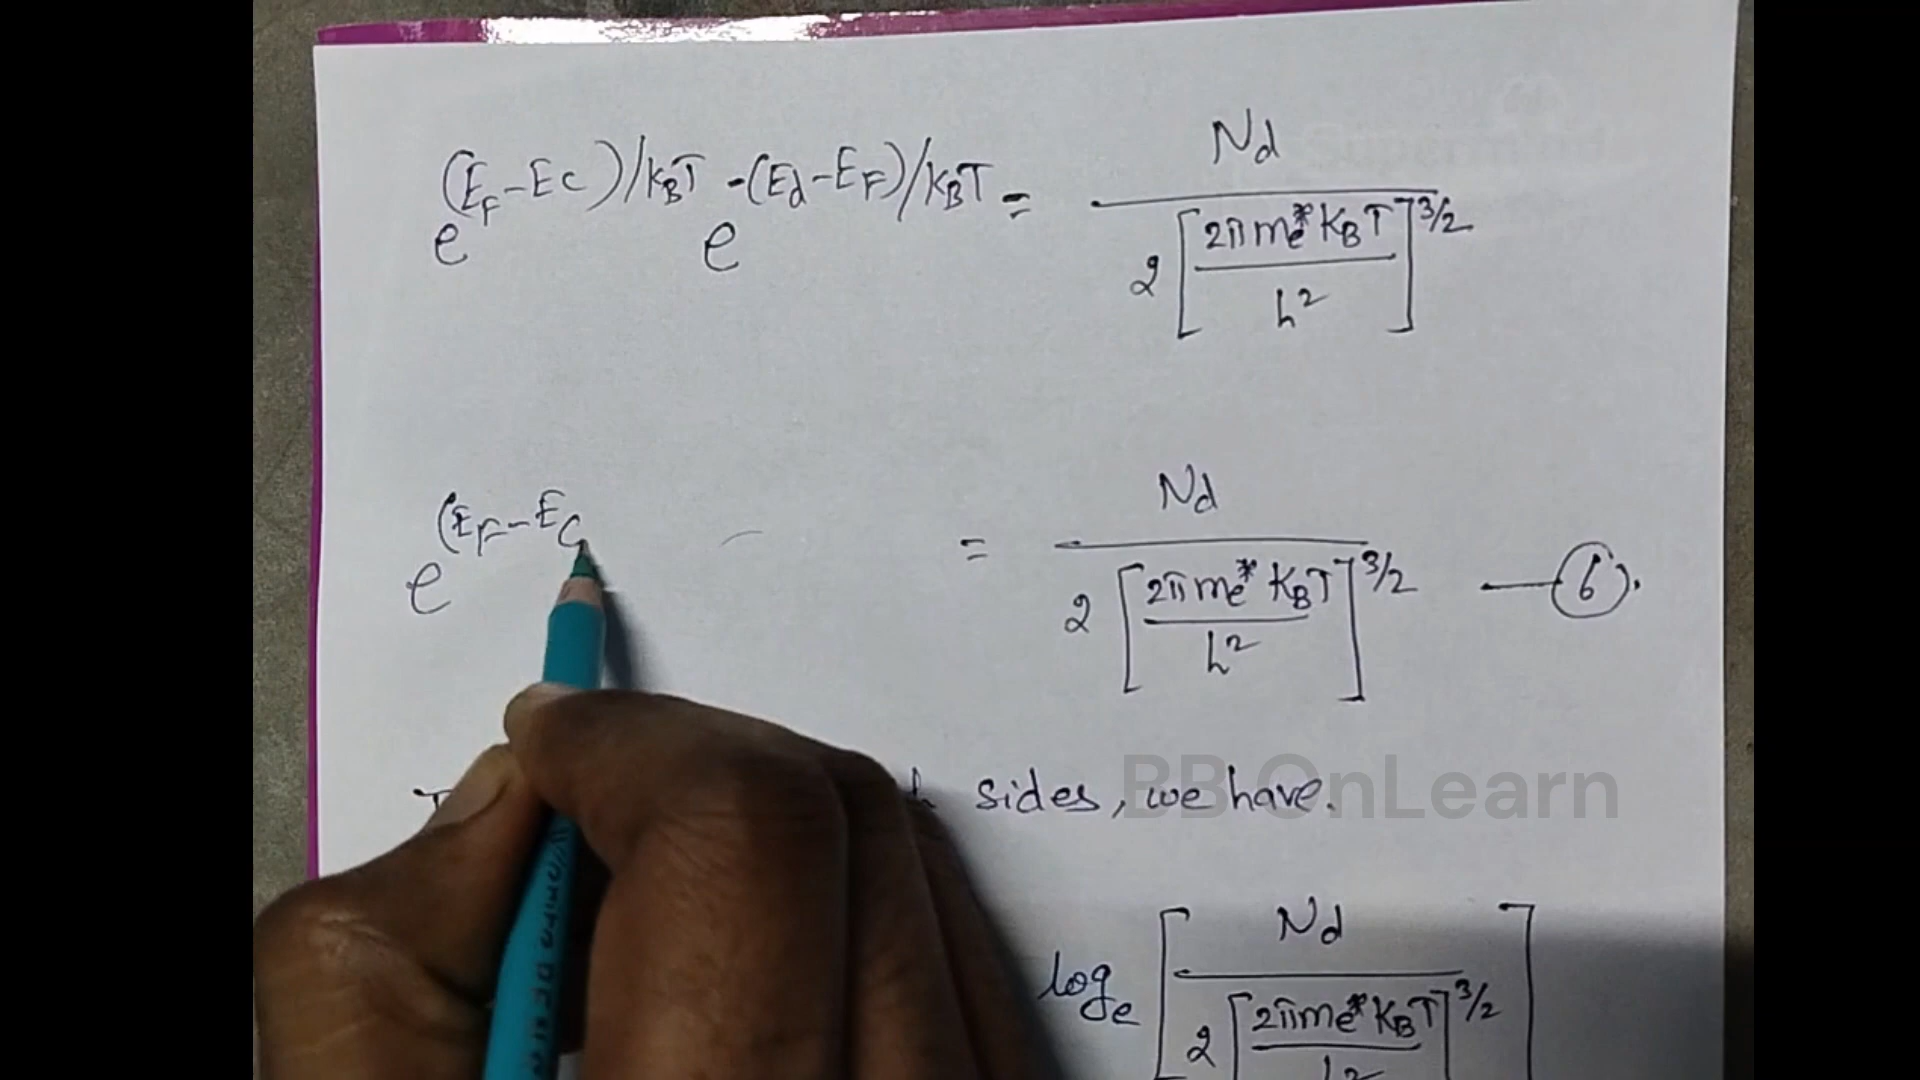 e^(E_F-E_C)/K_BT e^-(E_d-E_F)/K_BT = N_d / 2[2πm_e*K_BT / h²]^3/2
e^(E_F-E_C = N_d / 2[2πm_e* K_BT / h²]^3/2 — (6).
sides, we have.
BB OnLearn
log_e [N_d / 2[2πm_e*K_BT / h²]^3/2]